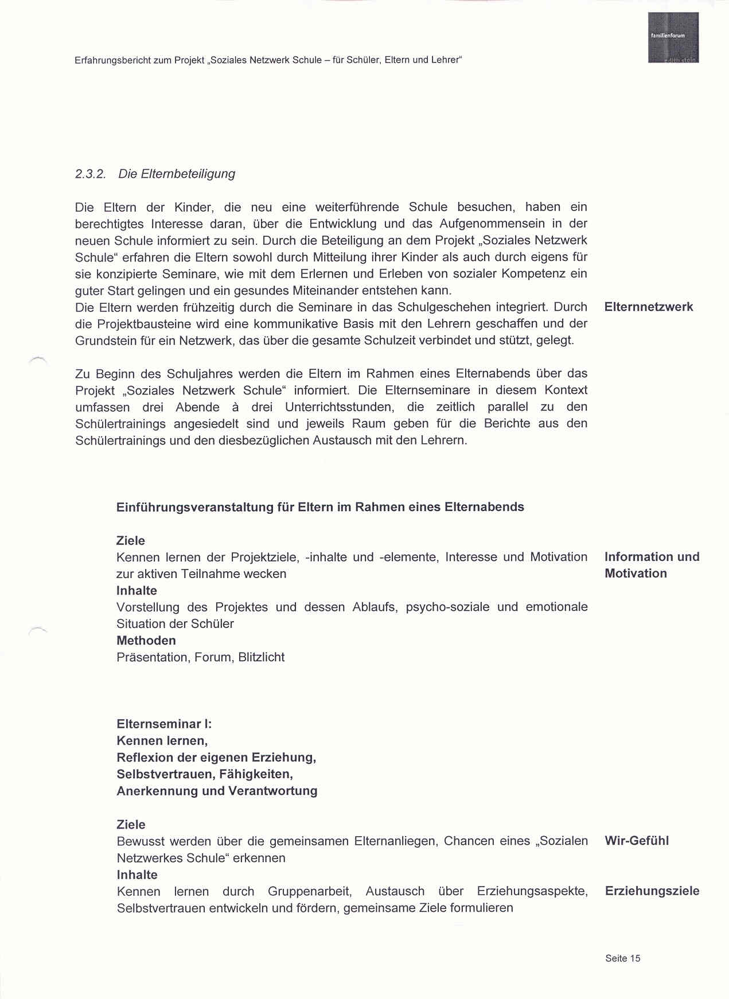 familienforum
edith stein
Erfahrungsbericht zum Projekt „Soziales Netzwerk Schule – für Schüler, Eltern und Lehrer“
2.3.2. Die Elternbeteiligung
Die Eltern der Kinder, die neu eine weiterführende Schule besuchen, haben ein
berechtigtes Interesse daran, über die Entwicklung und das Aufgenommensein in der
neuen Schule informiert zu sein. Durch die Beteiligung an dem Projekt „Soziales Netzwerk
Schule“ erfahren die Eltern sowohl durch Mitteilung ihrer Kinder als auch durch eigens für
sie konzipierte Seminare, wie mit dem Erlernen und Erleben von sozialer Kompetenz ein
guter Start gelingen und ein gesundes Miteinander entstehen kann.
Die Eltern werden frühzeitig durch die Seminare in das Schulgeschehen integriert. Durch Elternnetzwerk
die Projektbausteine wird eine kommunikative Basis mit den Lehrern geschaffen und der
Grundstein für ein Netzwerk, das über die gesamte Schulzeit verbindet und stützt, gelegt.
Zu Beginn des Schuljahres werden die Eltern im Rahmen eines Elternabends über das
Projekt „Soziales Netzwerk Schule“ informiert. Die Elternseminare in diesem Kontext
umfassen drei Abende à drei Unterrichtsstunden, die zeitlich parallel zu den
Schülertrainings angesiedelt sind und jeweils Raum geben für die Berichte aus den
Schülertrainings und den diesbezüglichen Austausch mit den Lehrern.
Einführungsveranstaltung für Eltern im Rahmen eines Elternabends
Ziele
Kennen lernen der Projektziele, -inhalte und -elemente, Interesse und Motivation Information und
zur aktiven Teilnahme wecken Motivation
Inhalte
Vorstellung des Projektes und dessen Ablaufs, psycho-soziale und emotionale
Situation der Schüler
Methoden
Präsentation, Forum, Blitzlicht
Elternseminar I:
Kennen lernen,
Reflexion der eigenen Erziehung,
Selbstvertrauen, Fähigkeiten,
Anerkennung und Verantwortung
Ziele
Bewusst werden über die gemeinsamen Elternanliegen, Chancen eines „Sozialen Wir-Gefühl
Netzwerkes Schule“ erkennen
Inhalte
Kennen lernen durch Gruppenarbeit, Austausch über Erziehungsaspekte, Erziehungsziele
Selbstvertrauen entwickeln und fördern, gemeinsame Ziele formulieren
Seite 15